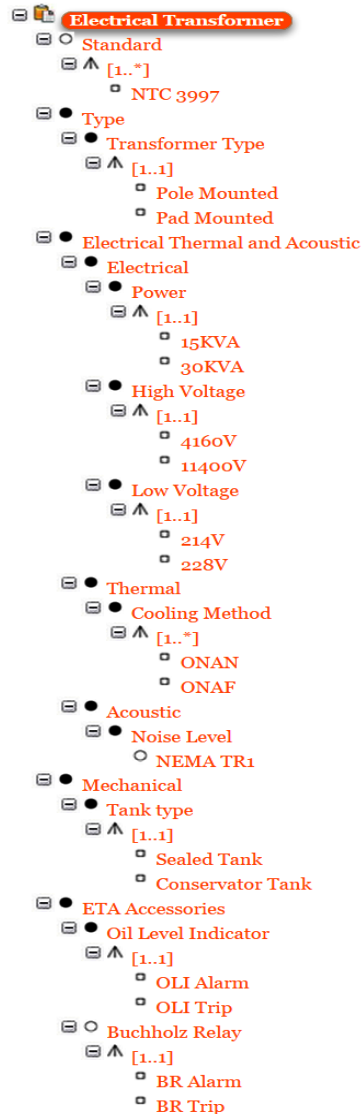 Electrical Transformer
Standard
[1..*]
NTC 3997
Type
Transformer Type
[1..1]
Pole Mounted
Pad Mounted
Electrical Thermal and Acoustic
Electrical
Power
[1..1]
15KVA
30KVA
High Voltage
[1..1]
4160V
11400V
Low Voltage
[1..1]
214V
228V
Thermal
Cooling Method
[1..*]
ONAN
ONAF
Acoustic
Noise Level
NEMA TR1
Mechanical
Tank type
[1..1]
Sealed Tank
Conservator Tank
ETA Accessories
Oil Level Indicator
[1..1]
OLI Alarm
OLI Trip
Buchholz Relay
[1..1]
BR Alarm
BR Trip